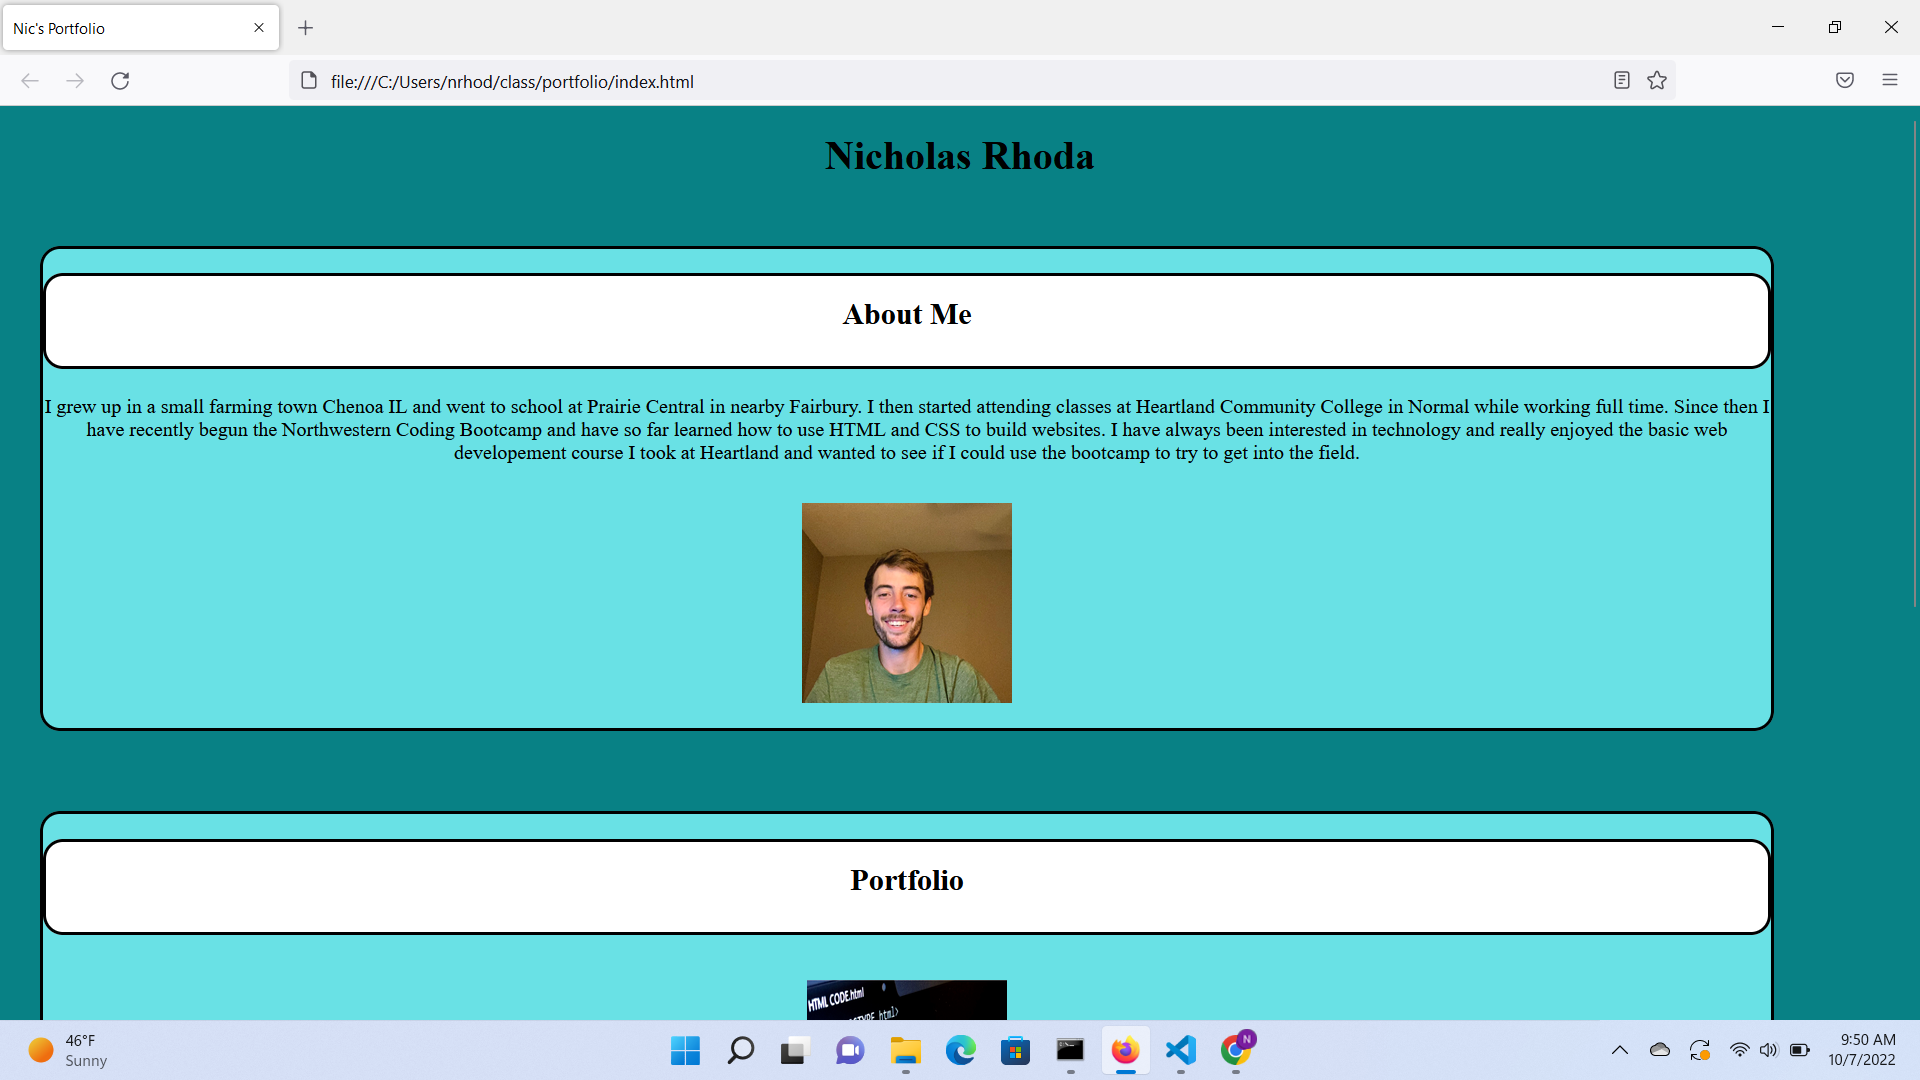 Nic's Portfolio
file:///C:/Users/nrhod/class/portfolio/index.html
Nicholas Rhoda
About Me
I grew up in a small farming town Chenoa IL and went to school at Prairie Central in nearby Fairbury. I then started attending classes at Heartland Community College in Normal while working full time. Since then I
have recently begun the Northwestern Coding Bootcamp and have so far learned how to use HTML and CSS to build websites. I have always been interested in technology and really enjoyed the basic web
developement course I took at Heartland and wanted to see if I could use the bootcamp to try to get into the field.
Portfolio
HTML CODE.html
html>
46°F
Sunny
N
9:50 AM
10/7/2022